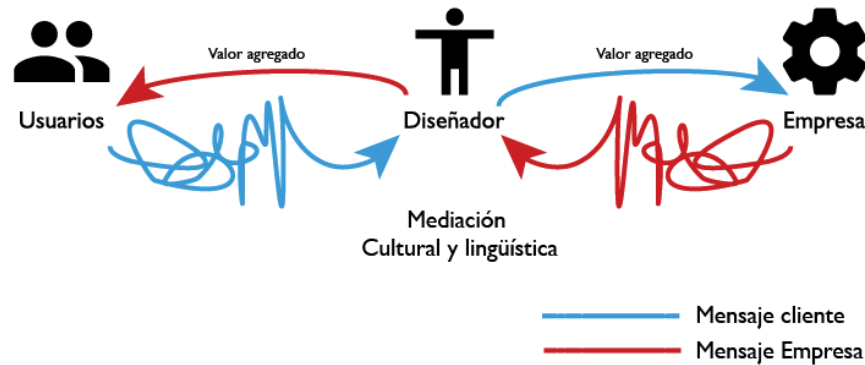 Valor agregado
Valor agregado
Usuarios
Diseñador
Empresa
Mediación
Cultural y lingüística
Mensaje cliente
Mensaje Empresa